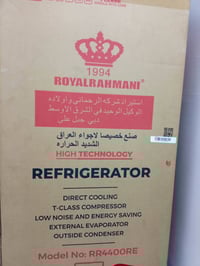 1994
ROYALRAHMANI
استيراد شركه الرحماني واولاده
الوكيل الوحيد في الشرق الاوسط
دبي جبل علي
صنع خصيصا لاجواء العراق
الشديد الحراره
HIGH TECHNOLOGY
REFRIGERATOR
DIRECT COOLING
T-CLASS COMPRESSOR
LOW NOISE AND ENERGY SAVING
EXTERNAL EVAPORATOR
OUTSIDE CONDENSER
Model No: RR4400RE